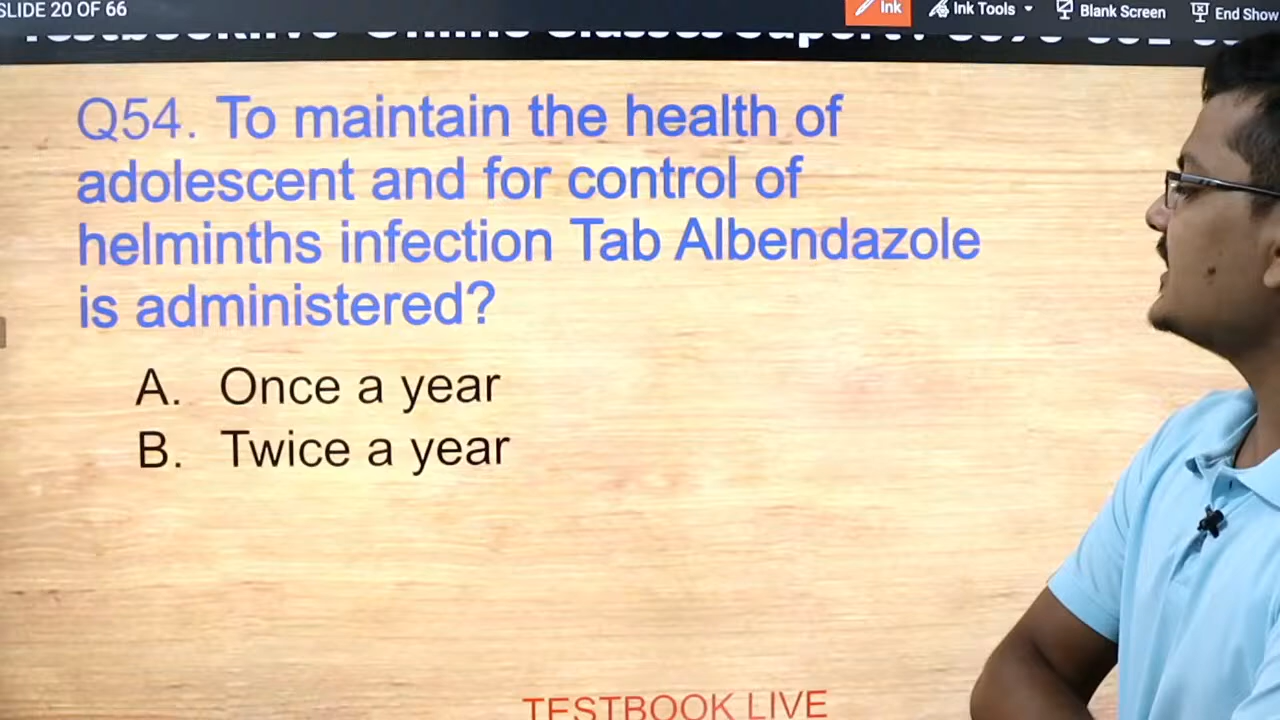 SLIDE 20 OF 66
Ink
Ink Tools
Blank Screen
End Show
Q54. To maintain the health of
adolescent and for control of
helminths infection Tab Albendazole
is administered?
A. Once a year
B. Twice a year
TESTBOOK LIVE